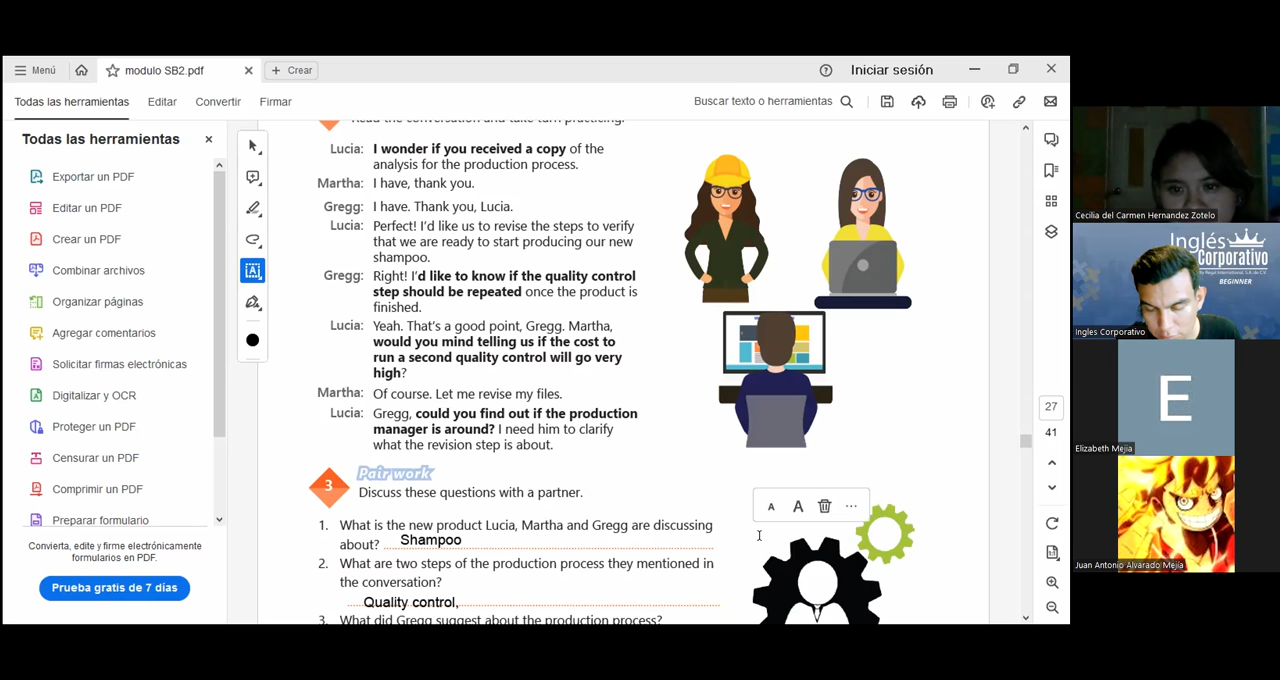 Menú
modulo SB2.pdf
Crear
Iniciar sesión
Todas las herramientas
Editar
Convertir
Firmar
Buscar texto o herramientas
Todas las herramientas
Exportar un PDF
Editar un PDF
Crear un PDF
Combinar archivos
Organizar páginas
Agregar comentarios
Solicitar firmas electrónicas
Digitalizar y OCR
Proteger un PDF
Censurar un PDF
Comprimir un PDF
Preparar formulario
Convierta, edite y firme electrónicamente
formularios en PDF.
Prueba gratis de 7 días
Read the conversation and take turn practicing.
Lucia: I wonder if you received a copy of the
analysis for the production process.
Martha: I have, thank you.
Gregg: I have. Thank you, Lucia.
Lucia: Perfect! I'd like us to revise the steps to verify
that we are ready to start producing our new
shampoo.
Gregg: Right! I'd like to know if the quality control
step should be repeated once the product is
finished.
Lucia: Yeah. That's a good point, Gregg. Martha,
would you mind telling us if the cost to
run a second quality control will go very
high?
Martha: Of course. Let me revise my files.
Lucia: Gregg, could you find out if the production
manager is around? I need him to clarify
what the revision step is about.
3
Pair work
Discuss these questions with a partner.
1. What is the new product Lucia, Martha and Gregg are discussing
about? Shampoo
2. What are two steps of the production process they mentioned in
the conversation?
Quality control,
3. What did Gregg suggest about the production process?
A A
27
41
Cecilia del Carmen Hernandez Zotelo
Inglés
Corporativo
By Regal International, S.A. de C.V.
BEGINNER
Ingles Corporativo
E
Elizabeth Mejia
Juan Antonio Alvarado Mejía